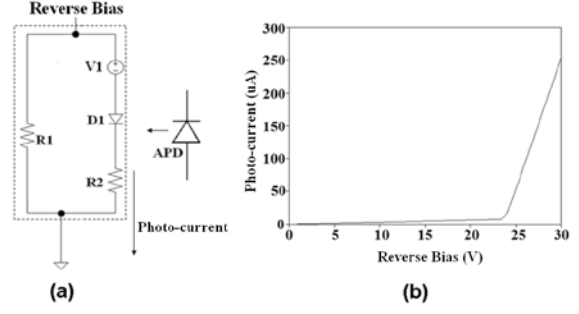 Reverse Bias
V1
D1
R1
APD
R2
Photo-current
(a)
Photo-current (uA)
300
250
200
150
100
50
0
0 5 10 15 20 25 30
Reverse Bias (V)
(b)